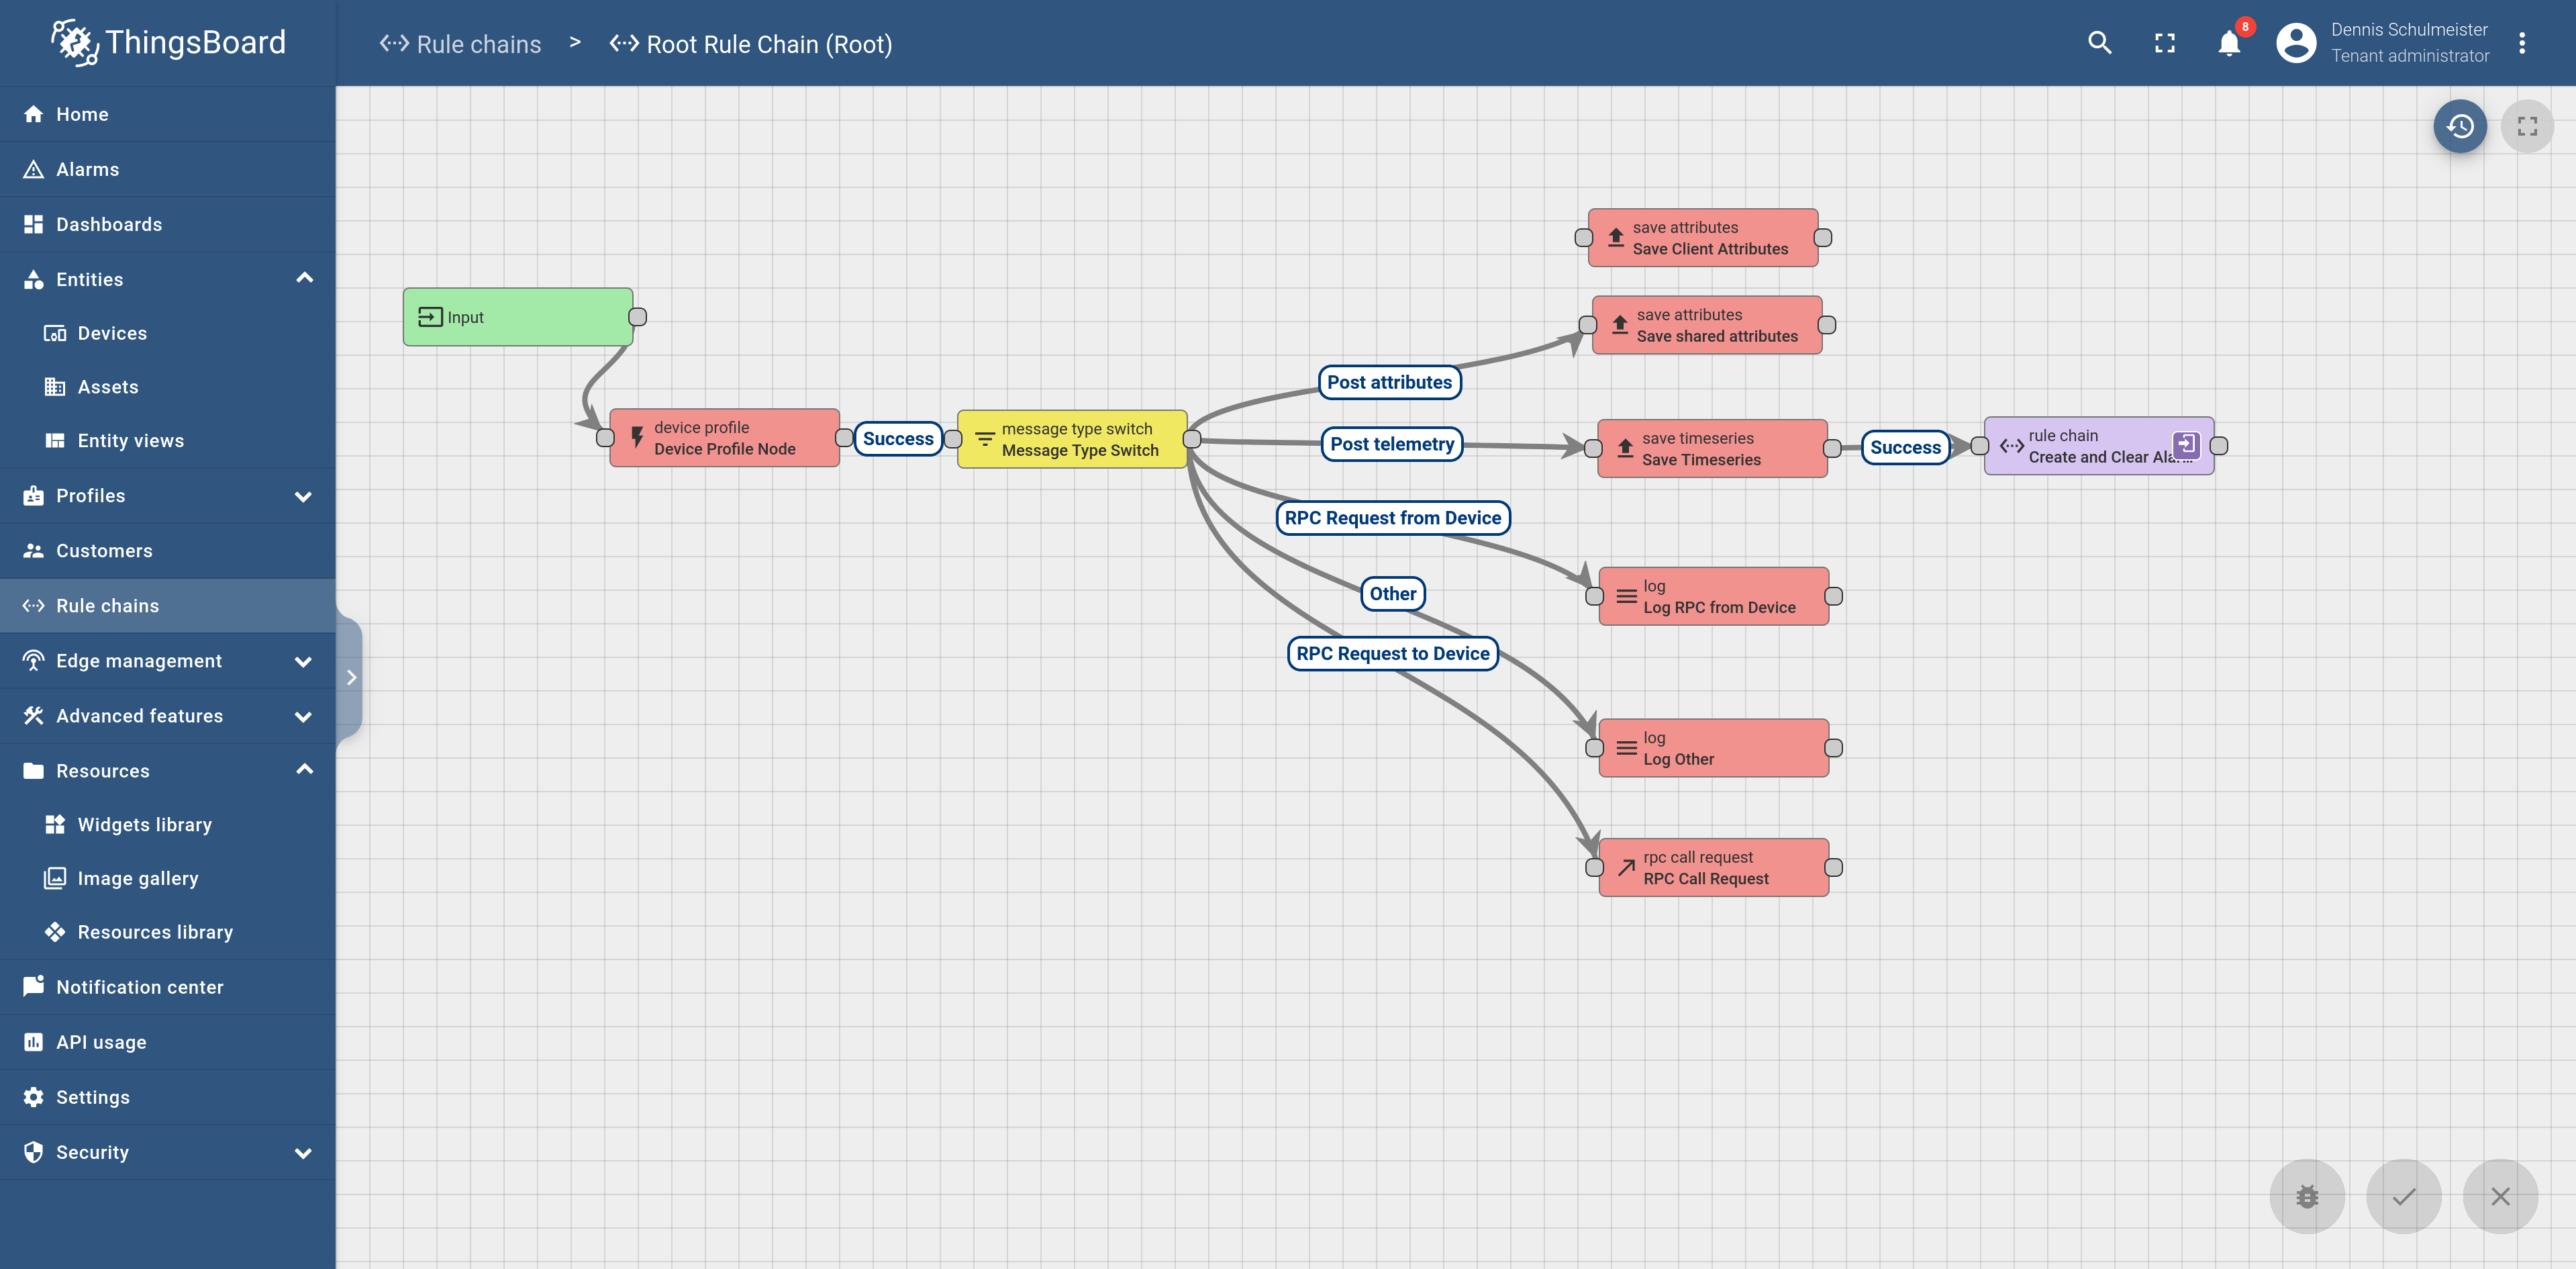 ThingsBoard
Rule chains > Root Rule Chain (Root)
8
Dennis Schulmeister
Tenant administrator
Home
Alarms
Dashboards
Entities
Devices
Assets
Entity views
Profiles
Customers
Rule chains
Edge management
Advanced features
Resources
Widgets library
Image gallery
Resources library
Notification center
API usage
Settings
Security
Input
device profile
Device Profile Node
Success
message type switch
Message Type Switch
Post attributes
Post telemetry
RPC Request from Device
Other
RPC Request to Device
save attributes
Save Client Attributes
save attributes
Save shared attributes
save timeseries
Save Timeseries
Success
rule chain
Create and Clear Alar…
log
Log RPC from Device
log
Log Other
rpc call request
RPC Call Request